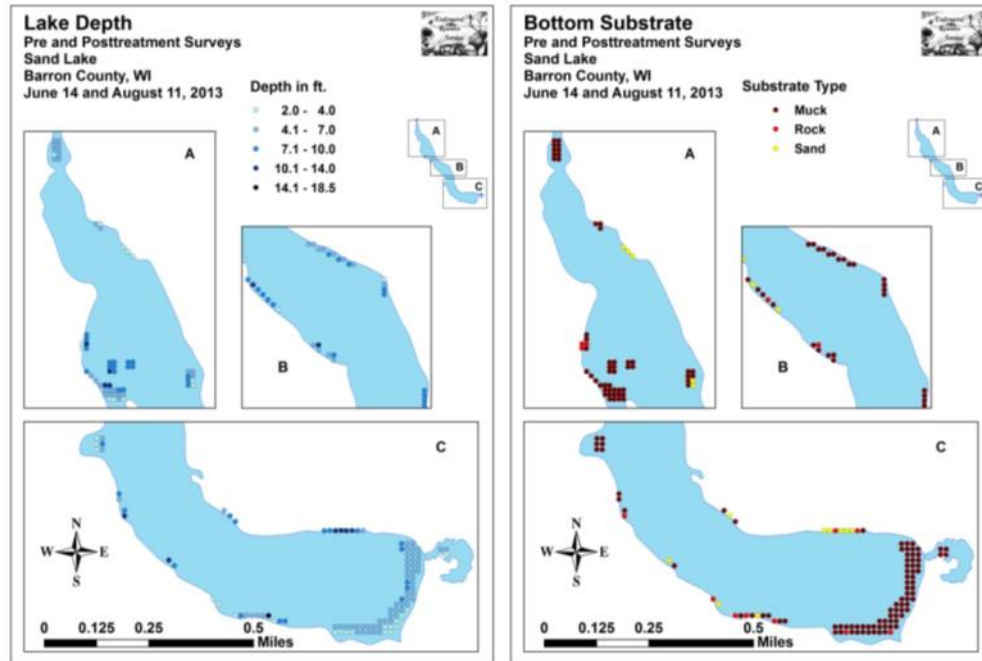 Lake Depth
Pre and Posttreatment Surveys
Sand Lake
Barron County, WI
June 14 and August 11, 2013
Depth in ft.
2.0 - 4.0
4.1 - 7.0
7.1 - 10.0
10.1 - 14.0
14.1 - 18.5
A
B
C
A
B
C
N
W E
S
0 0.125 0.25 0.5
Miles
Bottom Substrate
Pre and Posttreatment Surveys
Sand Lake
Barron County, WI
June 14 and August 11, 2013
Substrate Type
Muck
Rock
Sand
A
B
C
A
B
C
N
W E
S
0 0.125 0.25 0.5
Miles